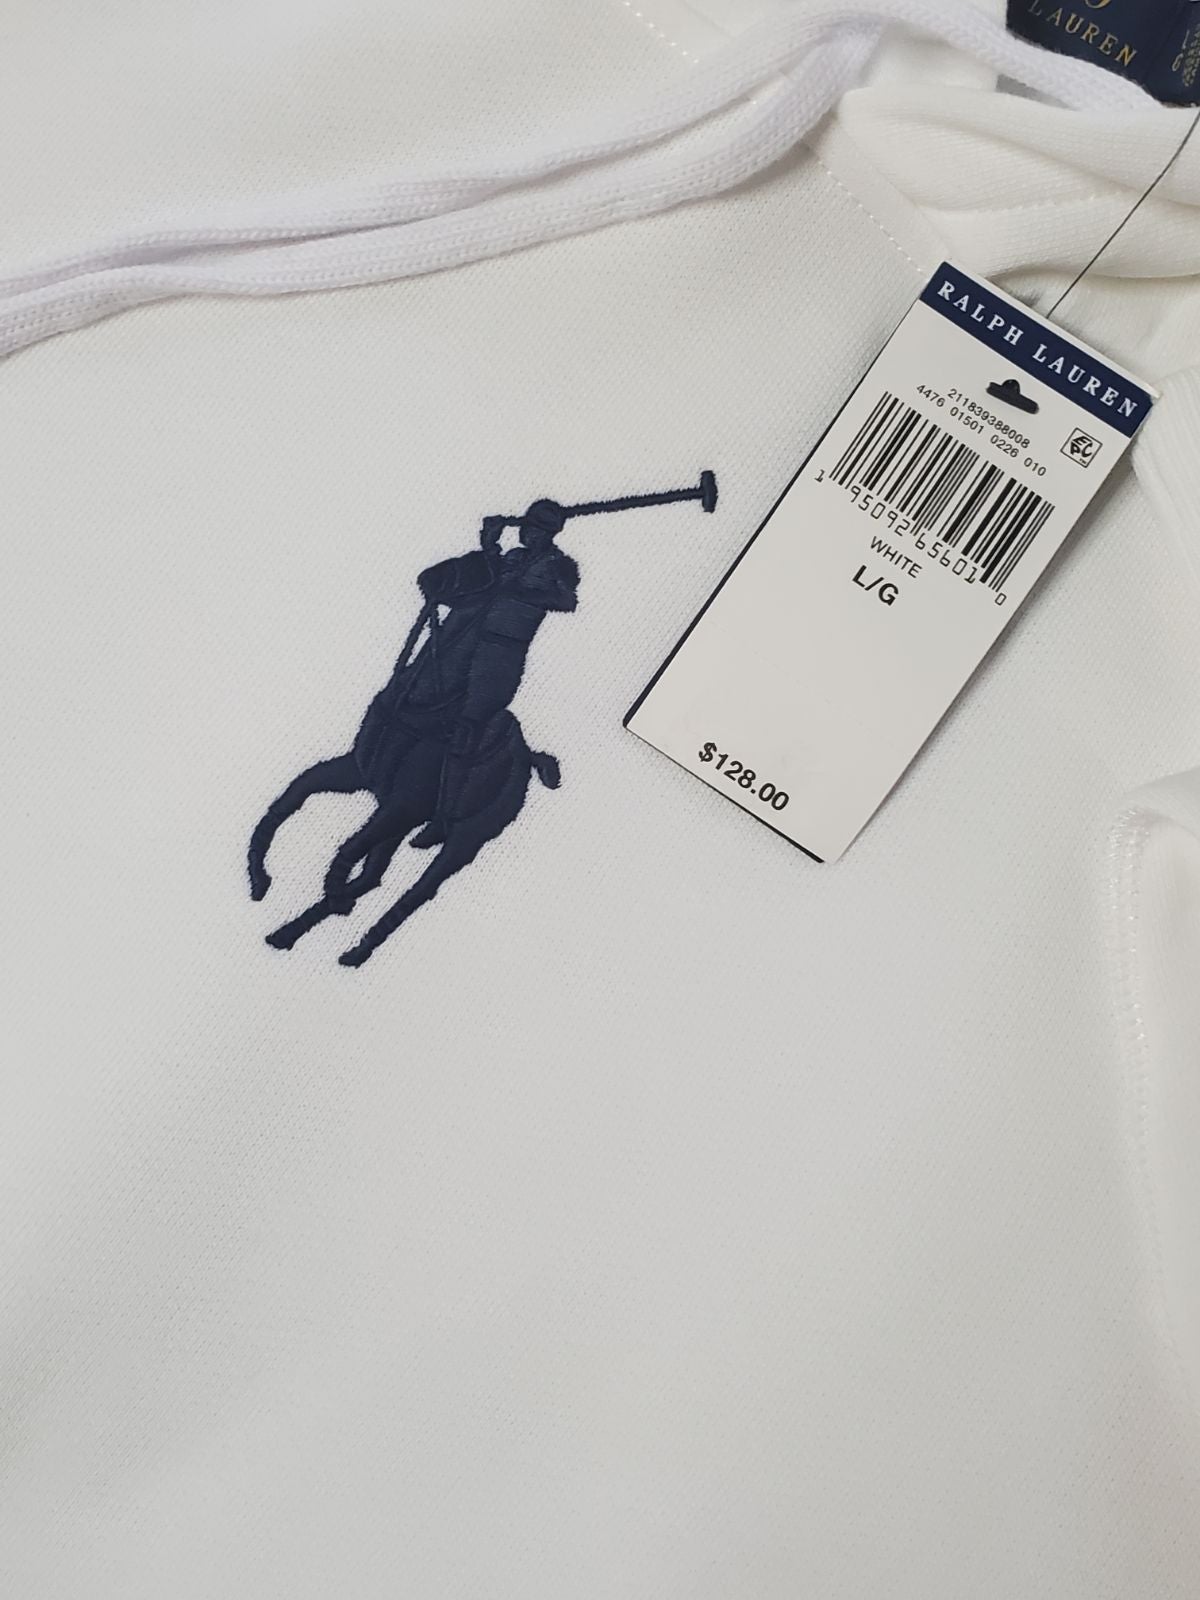 LAUREN
RALPH LAUREN
211839388008
4476 01501 0226 010
1 95092 65601 0
WHITE
L/G
$128.00